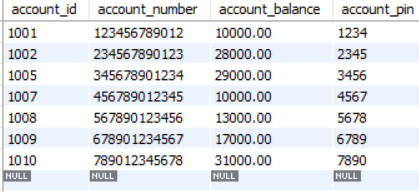 account_id account_number account_balance account_pin
1001 123456789012 10000.00 1234
1002 234567890123 28000.00 2345
1005 345678901234 29000.00 3456
1007 456789012345 10000.00 4567
1008 567890123456 13000.00 5678
1009 678901234567 17000.00 6789
1010 789012345678 31000.00 7890
NULL NULL NULL NULL